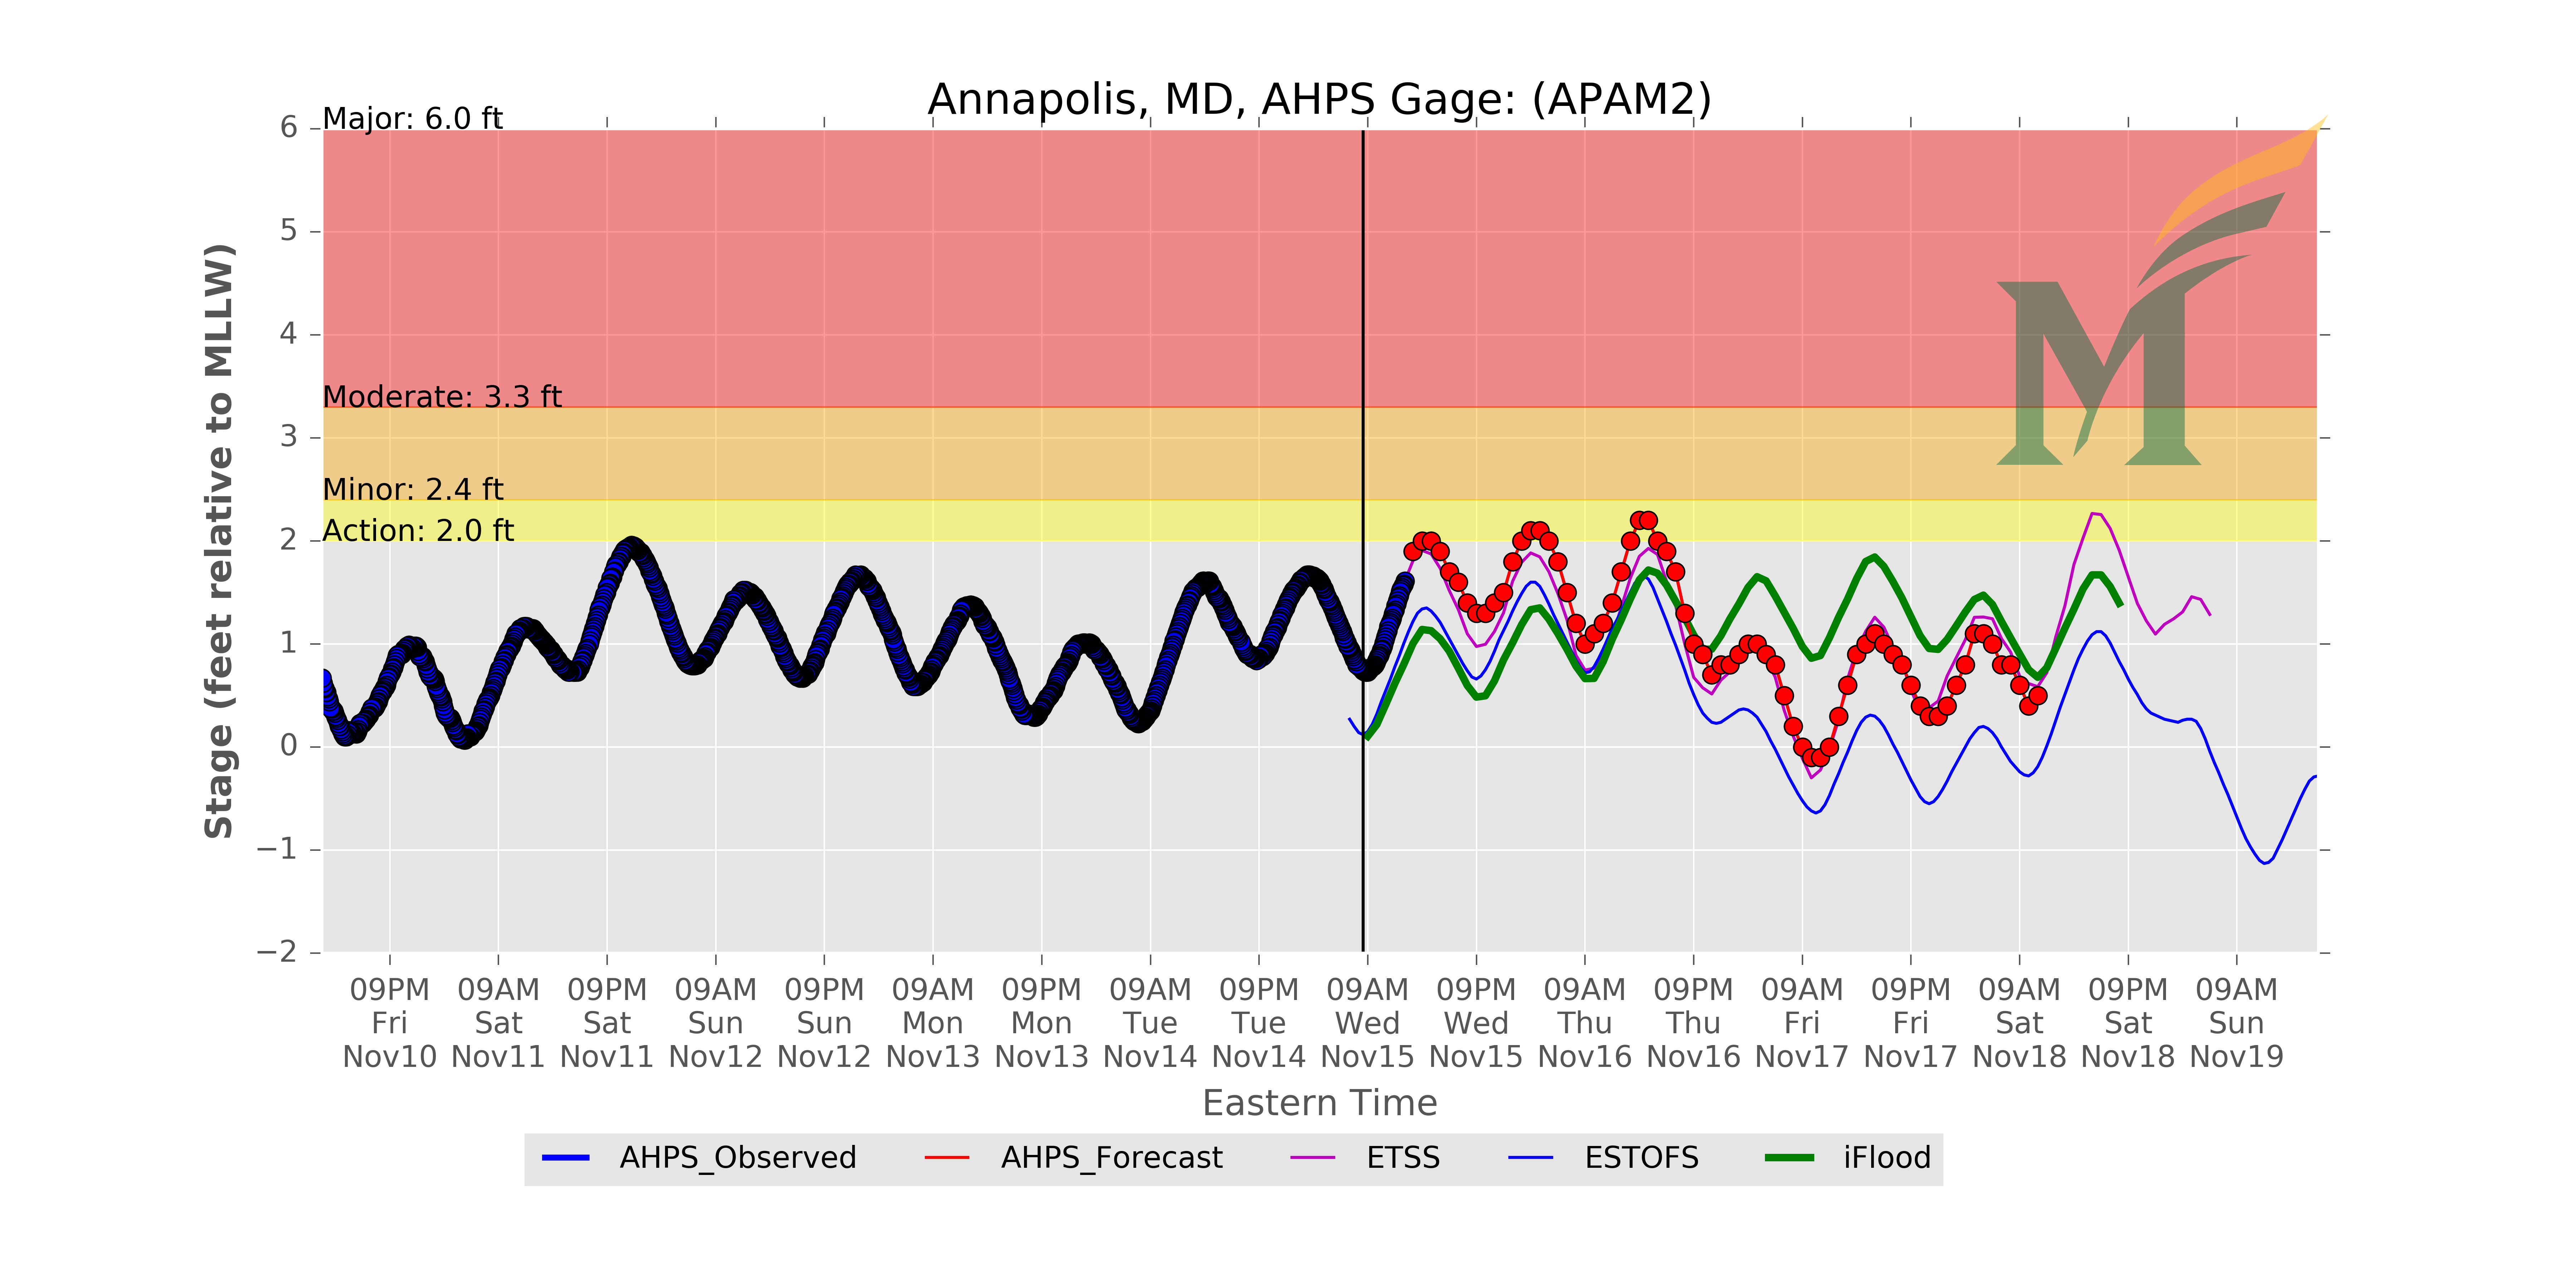 Annapolis, MD, AHPS Gage: (APAM2)
Major: 6.0 ft
Moderate: 3.3 ft
Minor: 2.4 ft
Action: 2.0 ft
Stage (feet relative to MLLW)
6
5
4
3
2
1
0
−1
−2
09PM 09AM 09PM 09AM 09PM 09AM 09PM 09AM 09PM 09AM 09PM 09AM 09PM 09AM 09PM 09AM 09PM 09AM
Fri Sat Sat Sun Sun Mon Mon Tue Tue Wed Wed Thu Thu Fri Fri Sat Sat Sun
Nov10 Nov11 Nov11 Nov12 Nov12 Nov13 Nov13 Nov14 Nov14 Nov15 Nov15 Nov16 Nov16 Nov17 Nov17 Nov18 Nov18 Nov19
Eastern Time
AHPS_Observed AHPS_Forecast ETSS ESTOFS iFlood
M